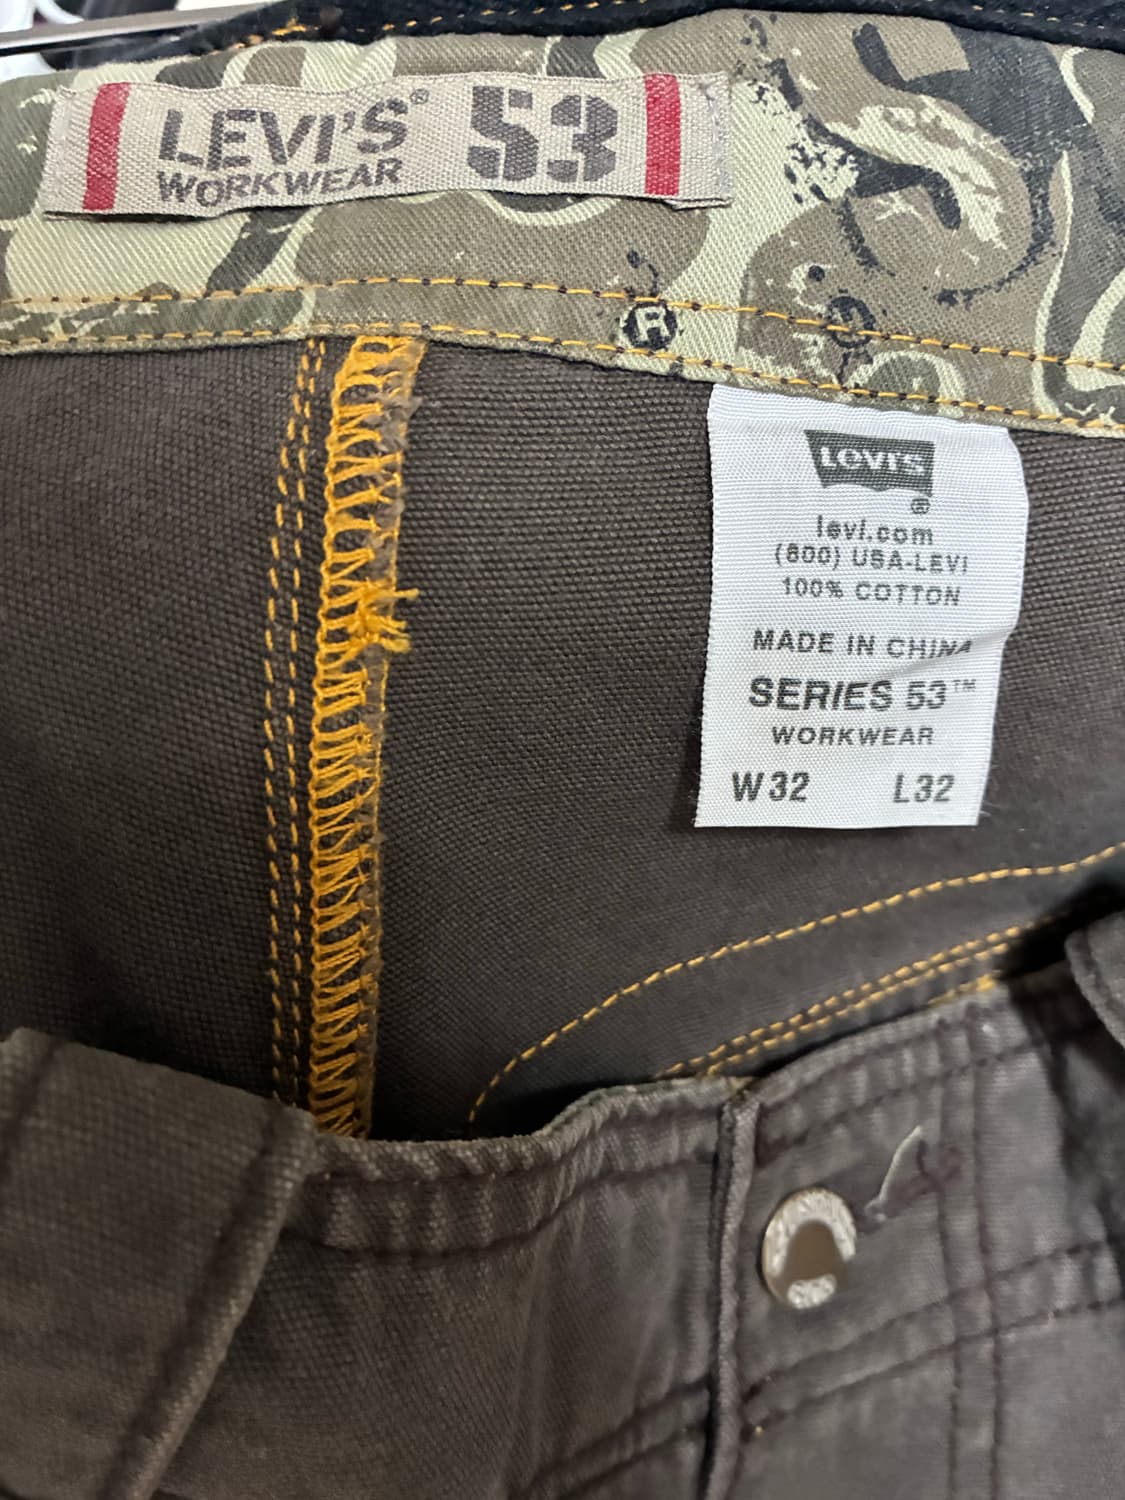 LEVI'S® 53
WORKWEAR
R
LEVI'S
®
levi.com
(800) USA-LEVI
100% COTTON
MADE IN CHINA
SERIES 53™
WORKWEAR
W32 L32